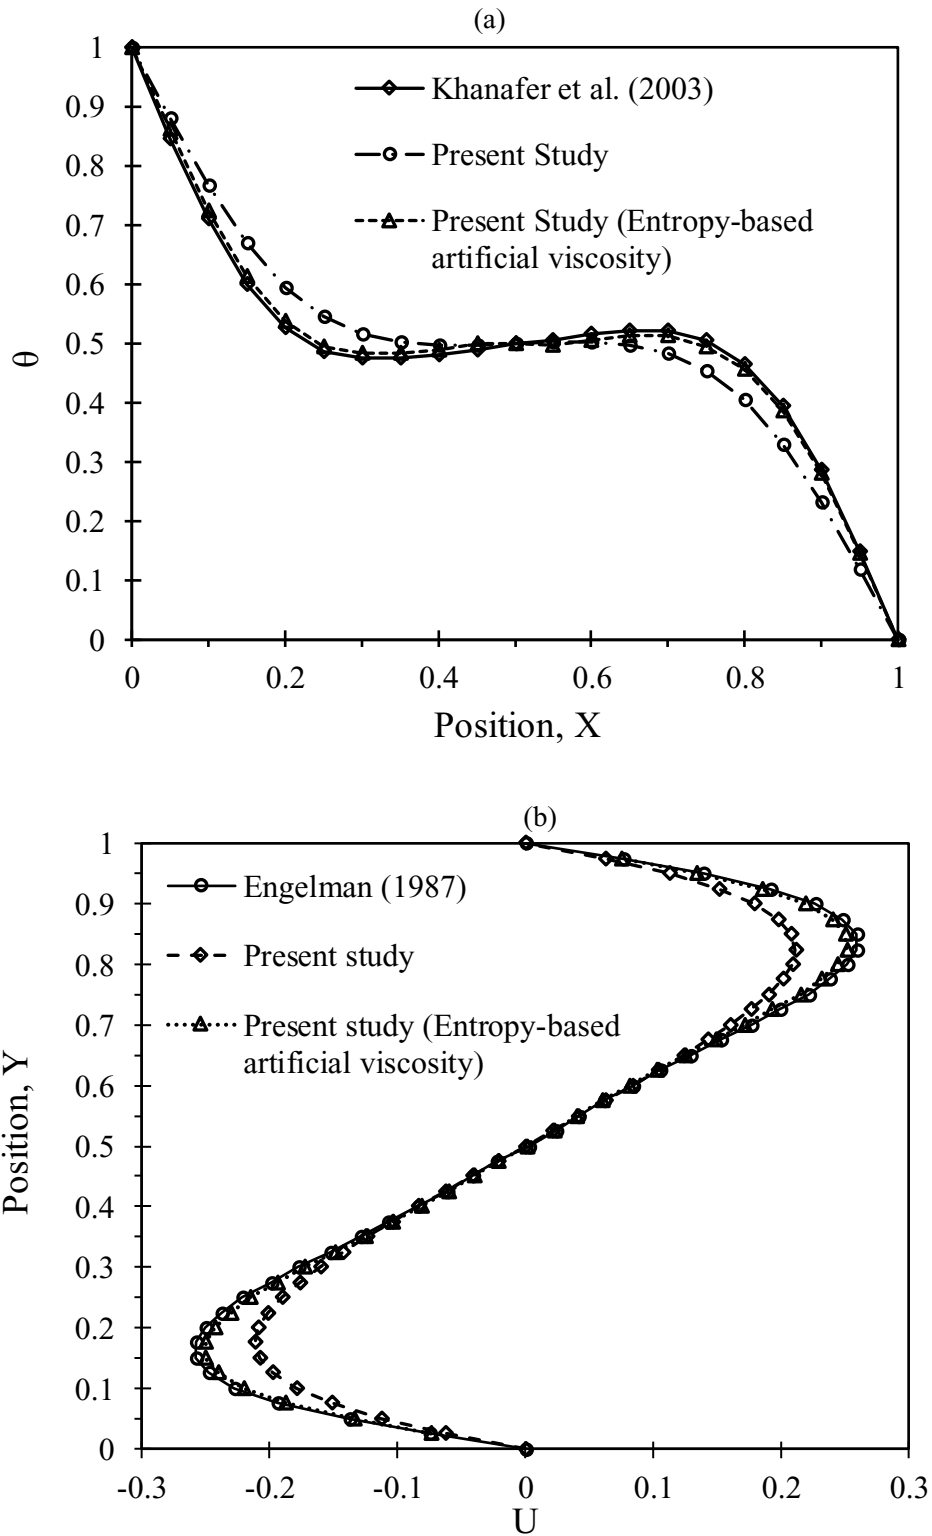 (a)
1
0.9
0.8
0.7
0.6
0.5
0.4
0.3
0.2
0.1
0
θ
Khanafer et al. (2003)
Present Study
Present Study (Entropy-based
artificial viscosity)
0 0.2 0.4 0.6 0.8 1
Position, X
(b)
1
0.9
0.8
0.7
0.6
0.5
0.4
0.3
0.2
0.1
0
Position, Y
Engelman (1987)
Present study
Present study (Entropy-based
artificial viscosity)
-0.3 -0.2 -0.1 0 0.1 0.2 0.3
U